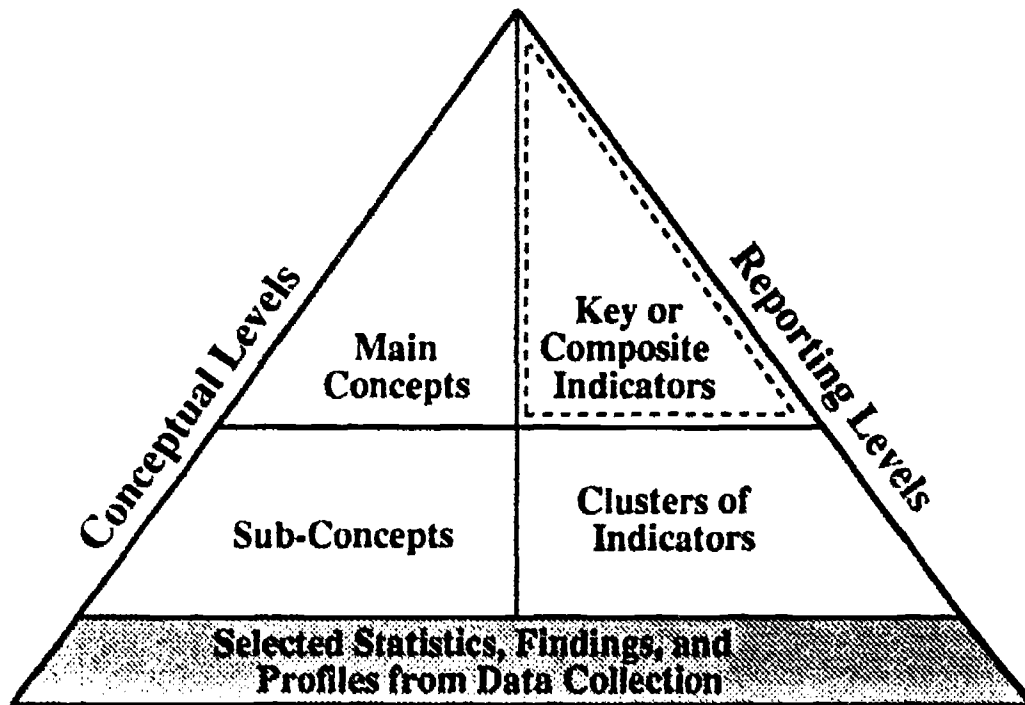 Conceptual Levels
Reporting Levels
Main
Concepts
Key or
Composite
Indicators
Sub-Concepts
Clusters of
Indicators
Selected Statistics, Findings, and
Profiles from Data Collection